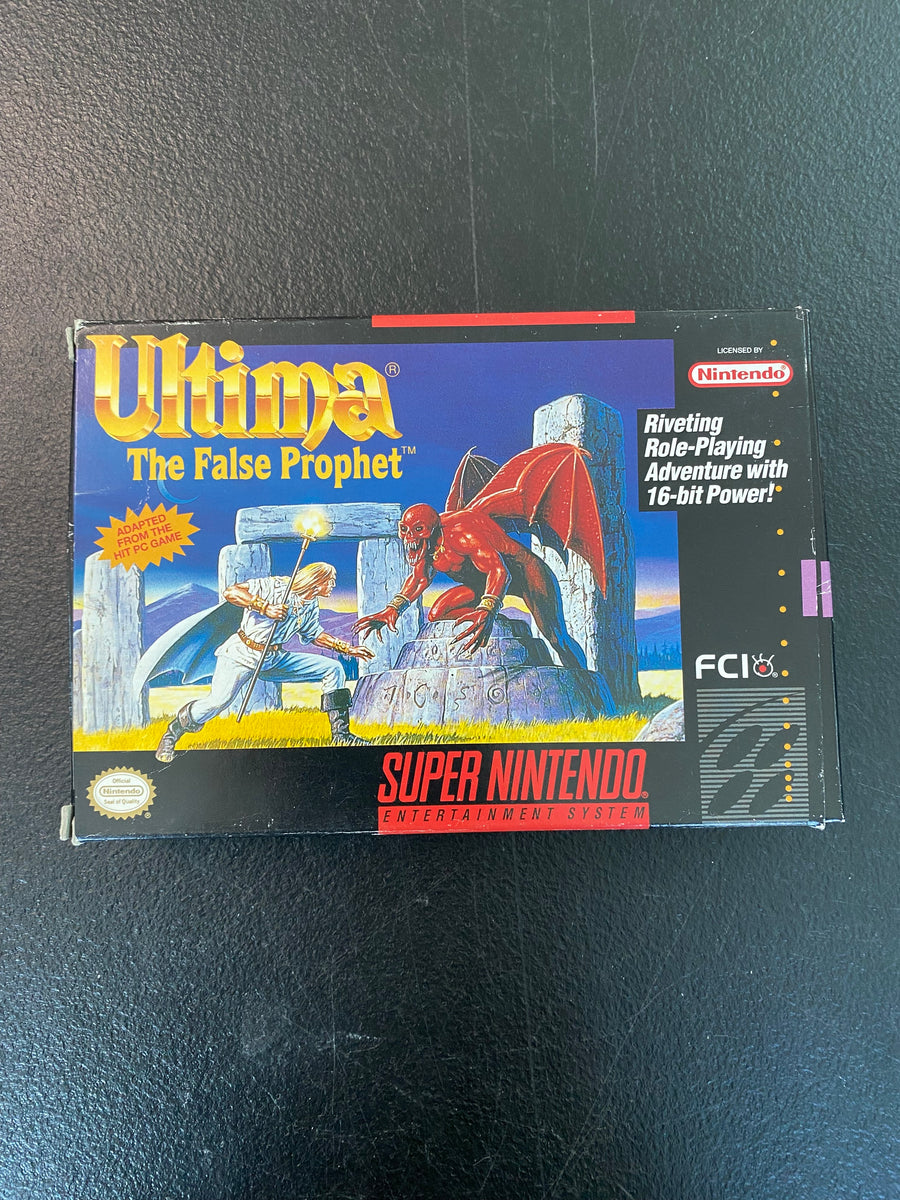 Ultima®
The False Prophet™
ADAPTED
FROM THE
HIT PC GAME
LICENSED BY
Nintendo®
Riveting
Role-Playing
Adventure with
16-bit Power!
FCI®
Official
Nintendo
Seal of Quality
SUPER NINTENDO®
ENTERTAINMENT SYSTEM